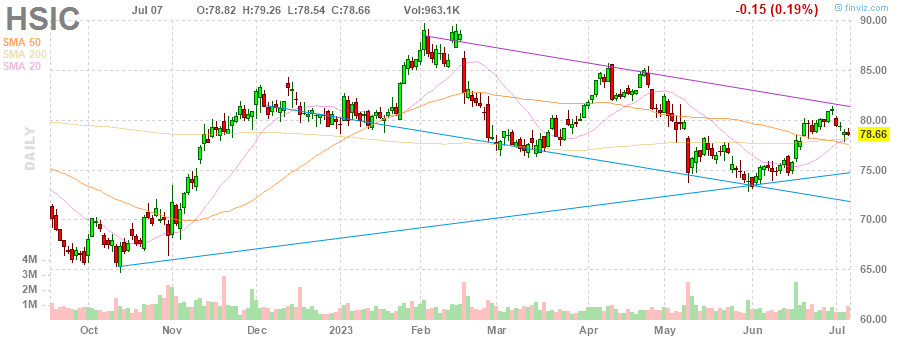 HSIC Jul 07 O:78.82 H:79.26 L:78.54 C:78.66 Vol:963.1K -0.15 (0.19%) © finviz.com
SMA 50
SMA 200
SMA 20
DAILY
90.00
85.00
80.00
78.66
75.00
70.00
65.00
60.00
4M
3M
2M
1M
Oct Nov Dec 2023 Feb Mar Apr May Jun Jul